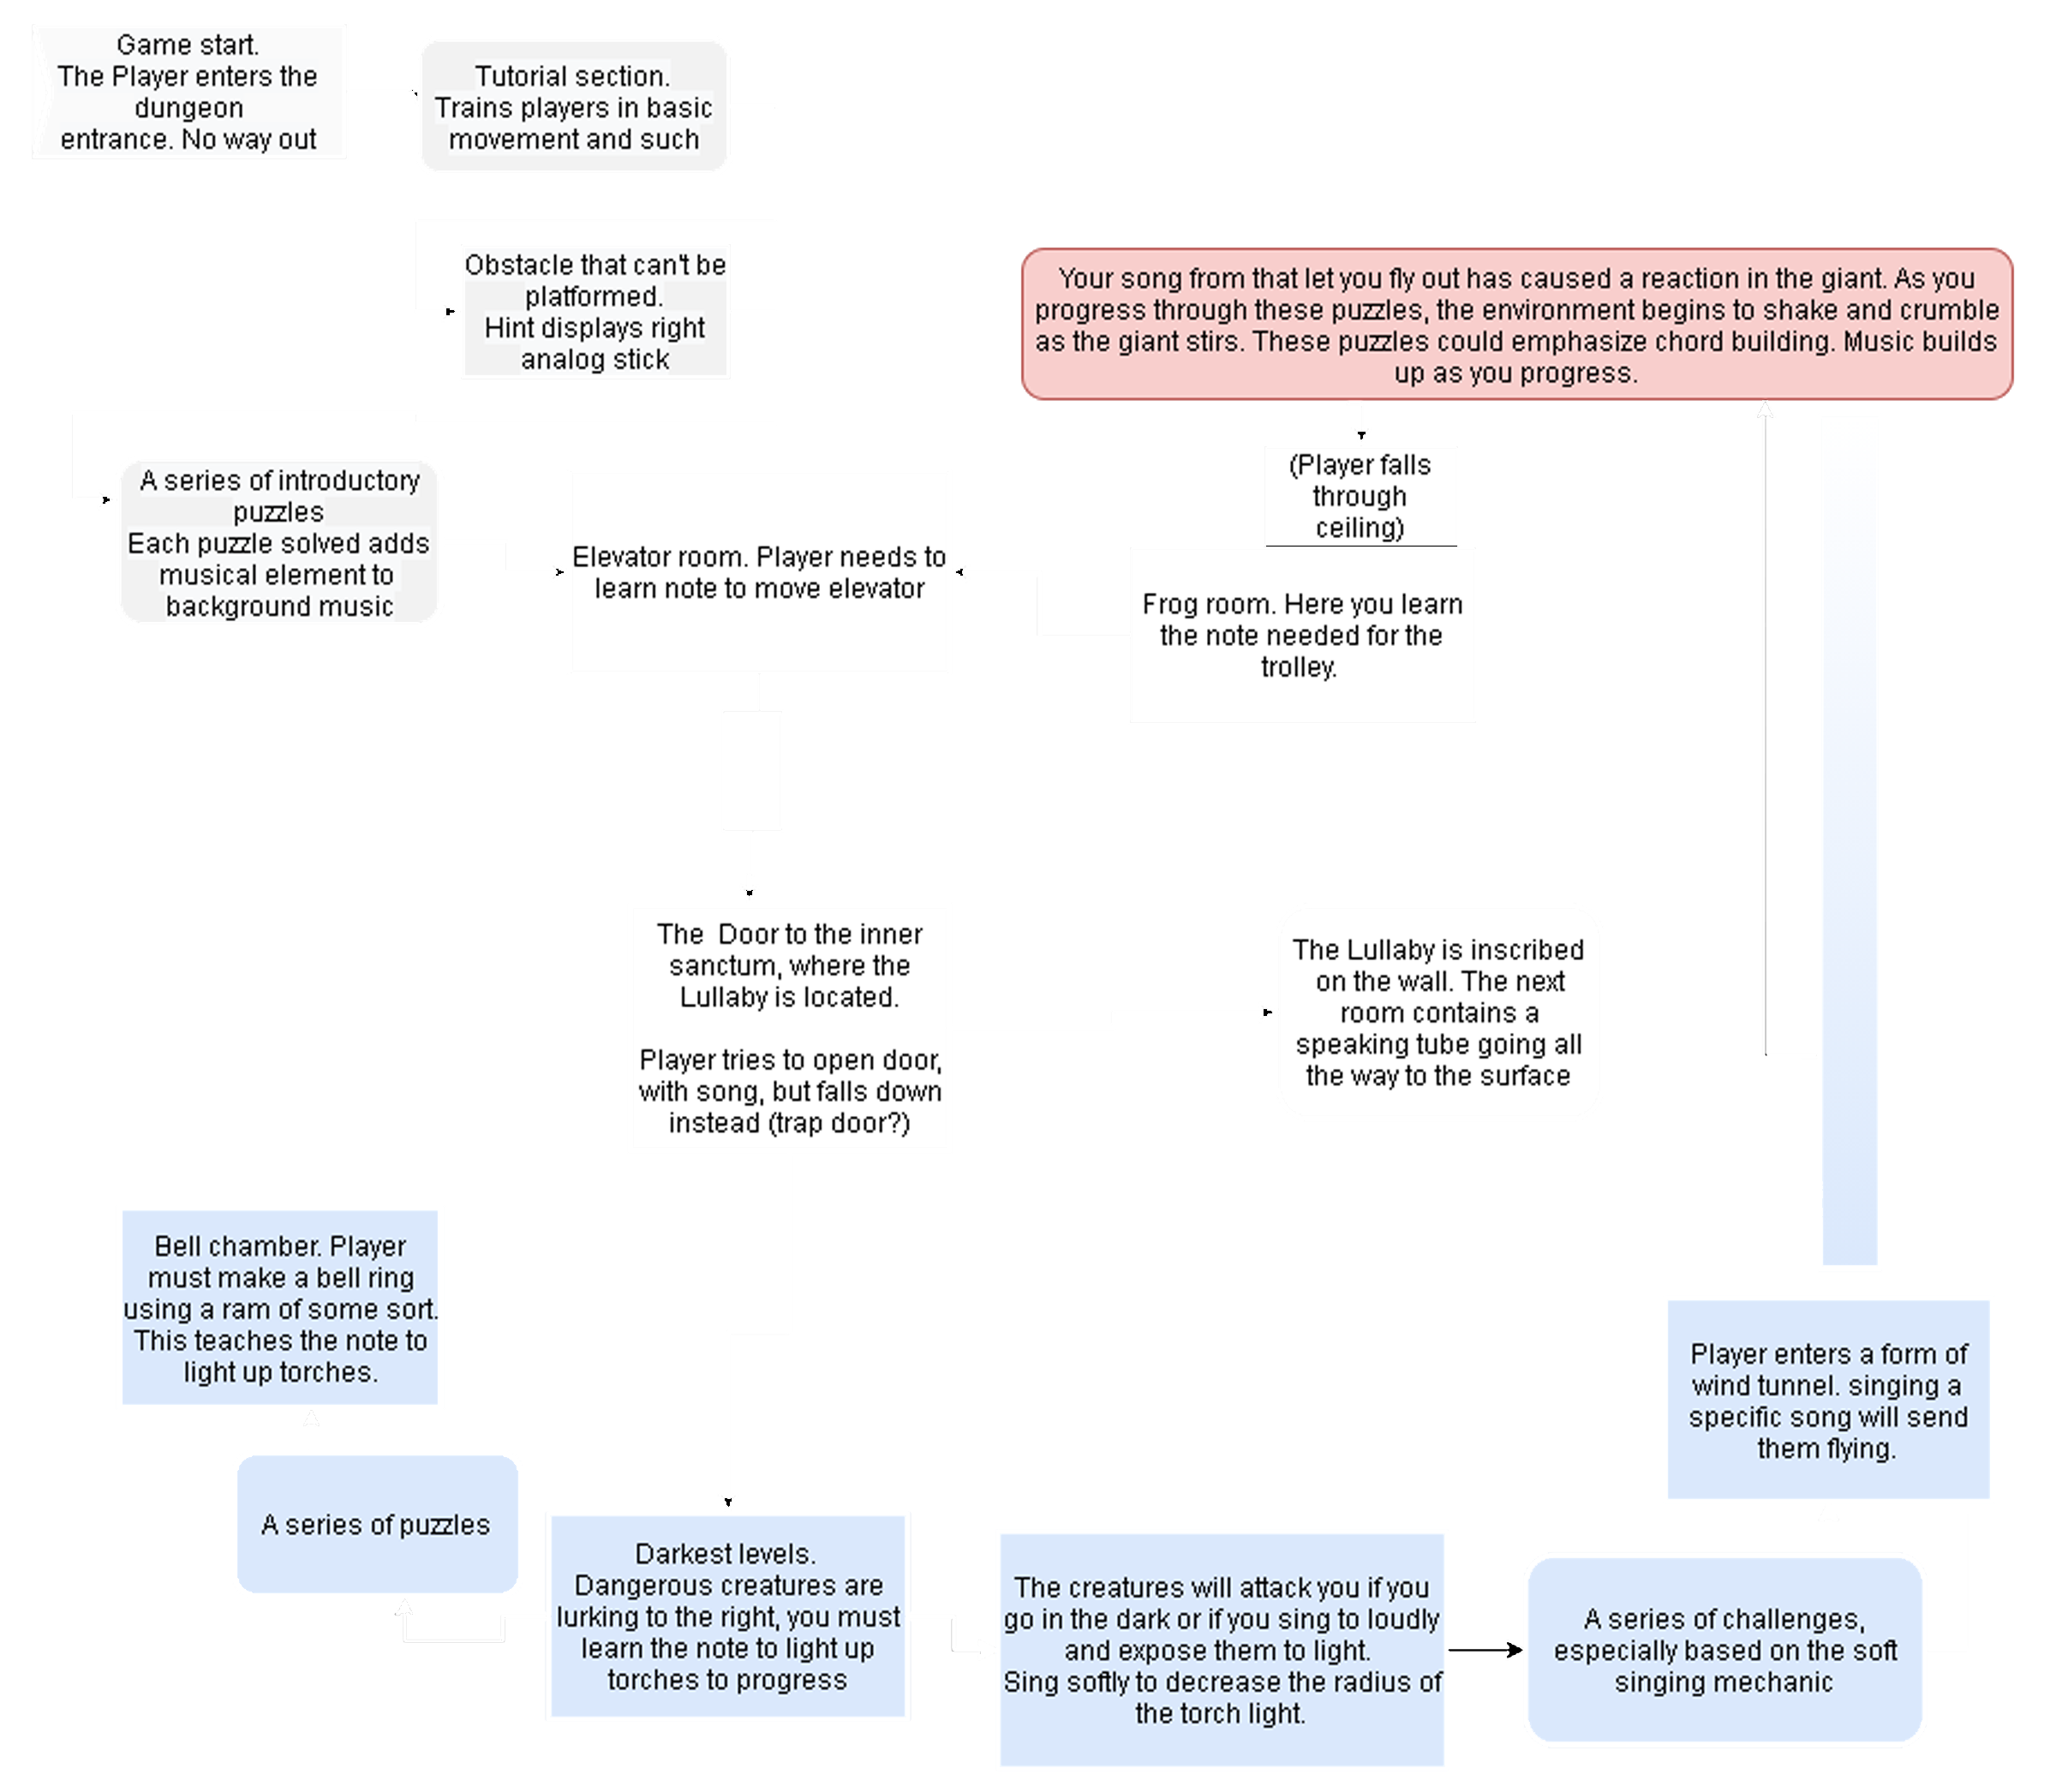 Game start.
The Player enters the
dungeon
entrance. No way out
Tutorial section.
Trains players in basic
movement and such
Obstacle that can't be
platformed.
Hint displays right
analog stick
Your song from that let you fly out has caused a reaction in the giant. As you
progress through these puzzles, the environment begins to shake and crumble
as the giant stirs. These puzzles could emphasize chord building. Music builds
up as you progress.
A series of introductory
puzzles
Each puzzle solved adds
musical element to
background music
Elevator room. Player needs to
learn note to move elevator
(Player falls
through
ceiling)
Frog room. Here you learn
the note needed for the
trolley.
The Door to the inner
sanctum, where the
Lullaby is located.
Player tries to open door,
with song, but falls down
instead (trap door?)
The Lullaby is inscribed
on the wall. The next
room contains a
speaking tube going all
the way to the surface
Bell chamber. Player
must make a bell ring
using a ram of some sort.
This teaches the note to
light up torches.
A series of puzzles
Darkest levels.
Dangerous creatures are
lurking to the right, you must
learn the note to light up
torches to progress
The creatures will attack you if you
go in the dark or if you sing to loudly
and expose them to light.
Sing softly to decrease the radius of
the torch light.
A series of challenges,
especially based on the soft
singing mechanic
Player enters a form of
wind tunnel. singing a
specific song will send
them flying.